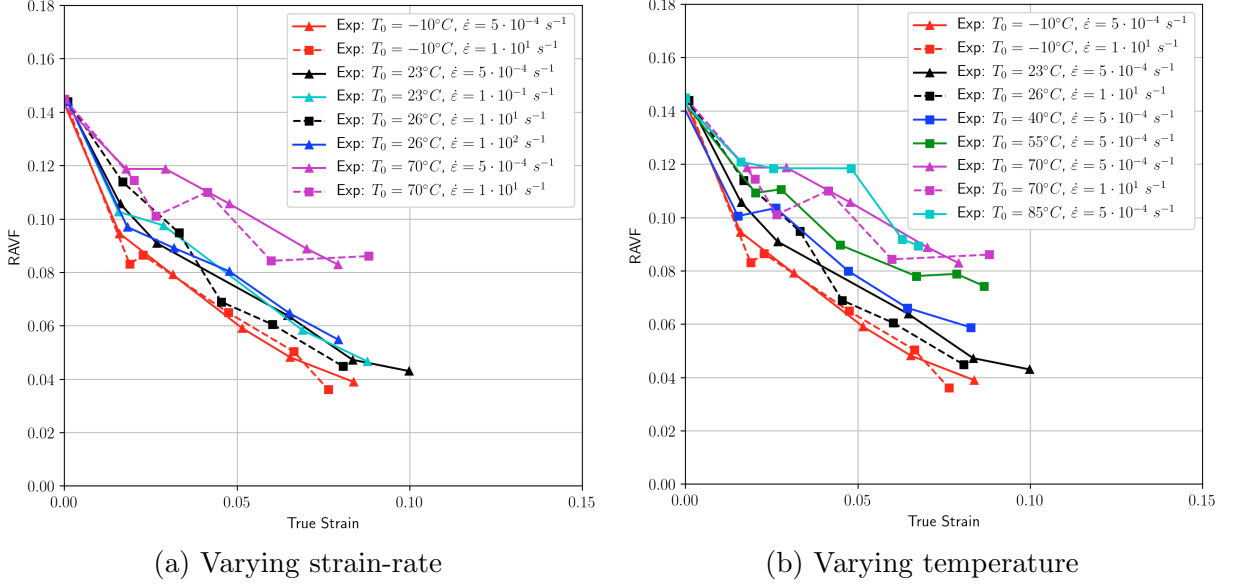 0.18
0.16
0.14
0.12
0.10
0.08
0.06
0.04
0.02
0.00
RAVF
Exp: T₀ = −10°C, ε̇ = 5 · 10⁻⁴ s⁻¹
Exp: T₀ = −10°C, ε̇ = 1 · 10¹ s⁻¹
Exp: T₀ = 23°C, ε̇ = 5 · 10⁻⁴ s⁻¹
Exp: T₀ = 23°C, ε̇ = 1 · 10⁻¹ s⁻¹
Exp: T₀ = 26°C, ε̇ = 1 · 10¹ s⁻¹
Exp: T₀ = 26°C, ε̇ = 1 · 10² s⁻¹
Exp: T₀ = 70°C, ε̇ = 5 · 10⁻⁴ s⁻¹
Exp: T₀ = 70°C, ε̇ = 1 · 10¹ s⁻¹
0.00 0.05 0.10 0.15
True Strain
(a) Varying strain-rate
0.18
0.16
0.14
0.12
0.10
0.08
0.06
0.04
0.02
0.00
RAVF
Exp: T₀ = −10°C, ε̇ = 5 · 10⁻⁴ s⁻¹
Exp: T₀ = −10°C, ε̇ = 1 · 10¹ s⁻¹
Exp: T₀ = 23°C, ε̇ = 5 · 10⁻⁴ s⁻¹
Exp: T₀ = 26°C, ε̇ = 1 · 10¹ s⁻¹
Exp: T₀ = 40°C, ε̇ = 5 · 10⁻⁴ s⁻¹
Exp: T₀ = 55°C, ε̇ = 5 · 10⁻⁴ s⁻¹
Exp: T₀ = 70°C, ε̇ = 5 · 10⁻⁴ s⁻¹
Exp: T₀ = 70°C, ε̇ = 1 · 10¹ s⁻¹
Exp: T₀ = 85°C, ε̇ = 5 · 10⁻⁴ s⁻¹
0.00 0.05 0.10 0.15
True Strain
(b) Varying temperature